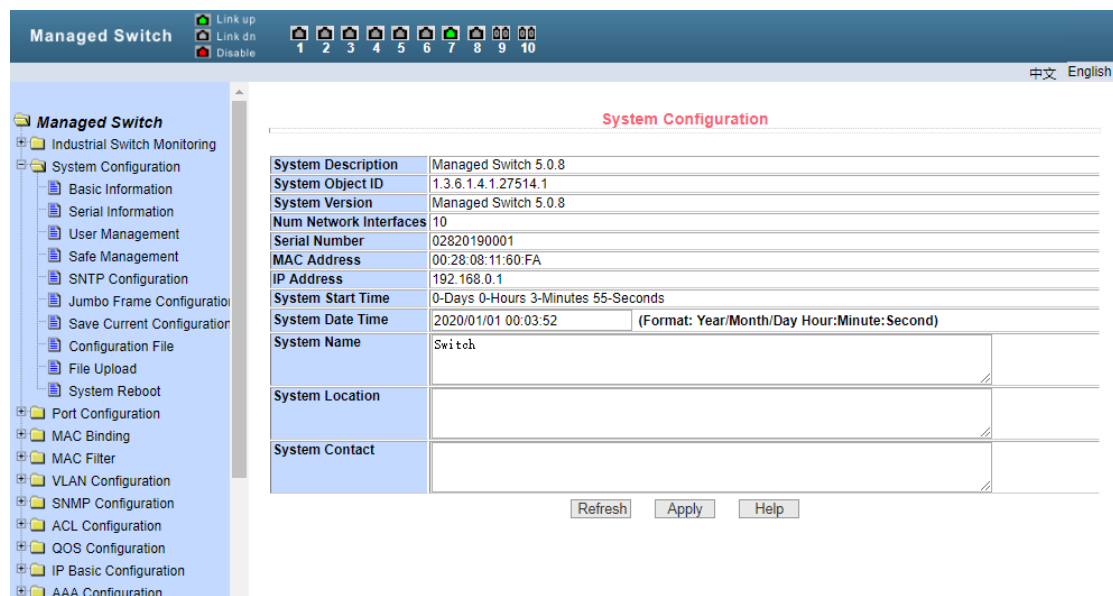 Managed Switch
Link up
Link dn
Disable
1 2 3 4 5 6 7 8 9 10
中文 English
Managed Switch
Industrial Switch Monitoring
System Configuration
Basic Information
Serial Information
User Management
Safe Management
SNTP Configuration
Jumbo Frame Configuratio
Save Current Configuration
Configuration File
File Upload
System Reboot
Port Configuration
MAC Binding
MAC Filter
VLAN Configuration
SNMP Configuration
ACL Configuration
QOS Configuration
IP Basic Configuration
AAA Configuration
System Configuration
System Description Managed Switch 5.0.8
System Object ID 1.3.6.1.4.1.27514.1
System Version Managed Switch 5.0.8
Num Network Interfaces 10
Serial Number 02820190001
MAC Address 00:28:08:11:60:FA
IP Address 192.168.0.1
System Start Time 0-Days 0-Hours 3-Minutes 55-Seconds
System Date Time 2020/01/01 00:03:52 (Format: Year/Month/Day Hour:Minute:Second)
System Name Switch
System Location
System Contact
Refresh Apply Help